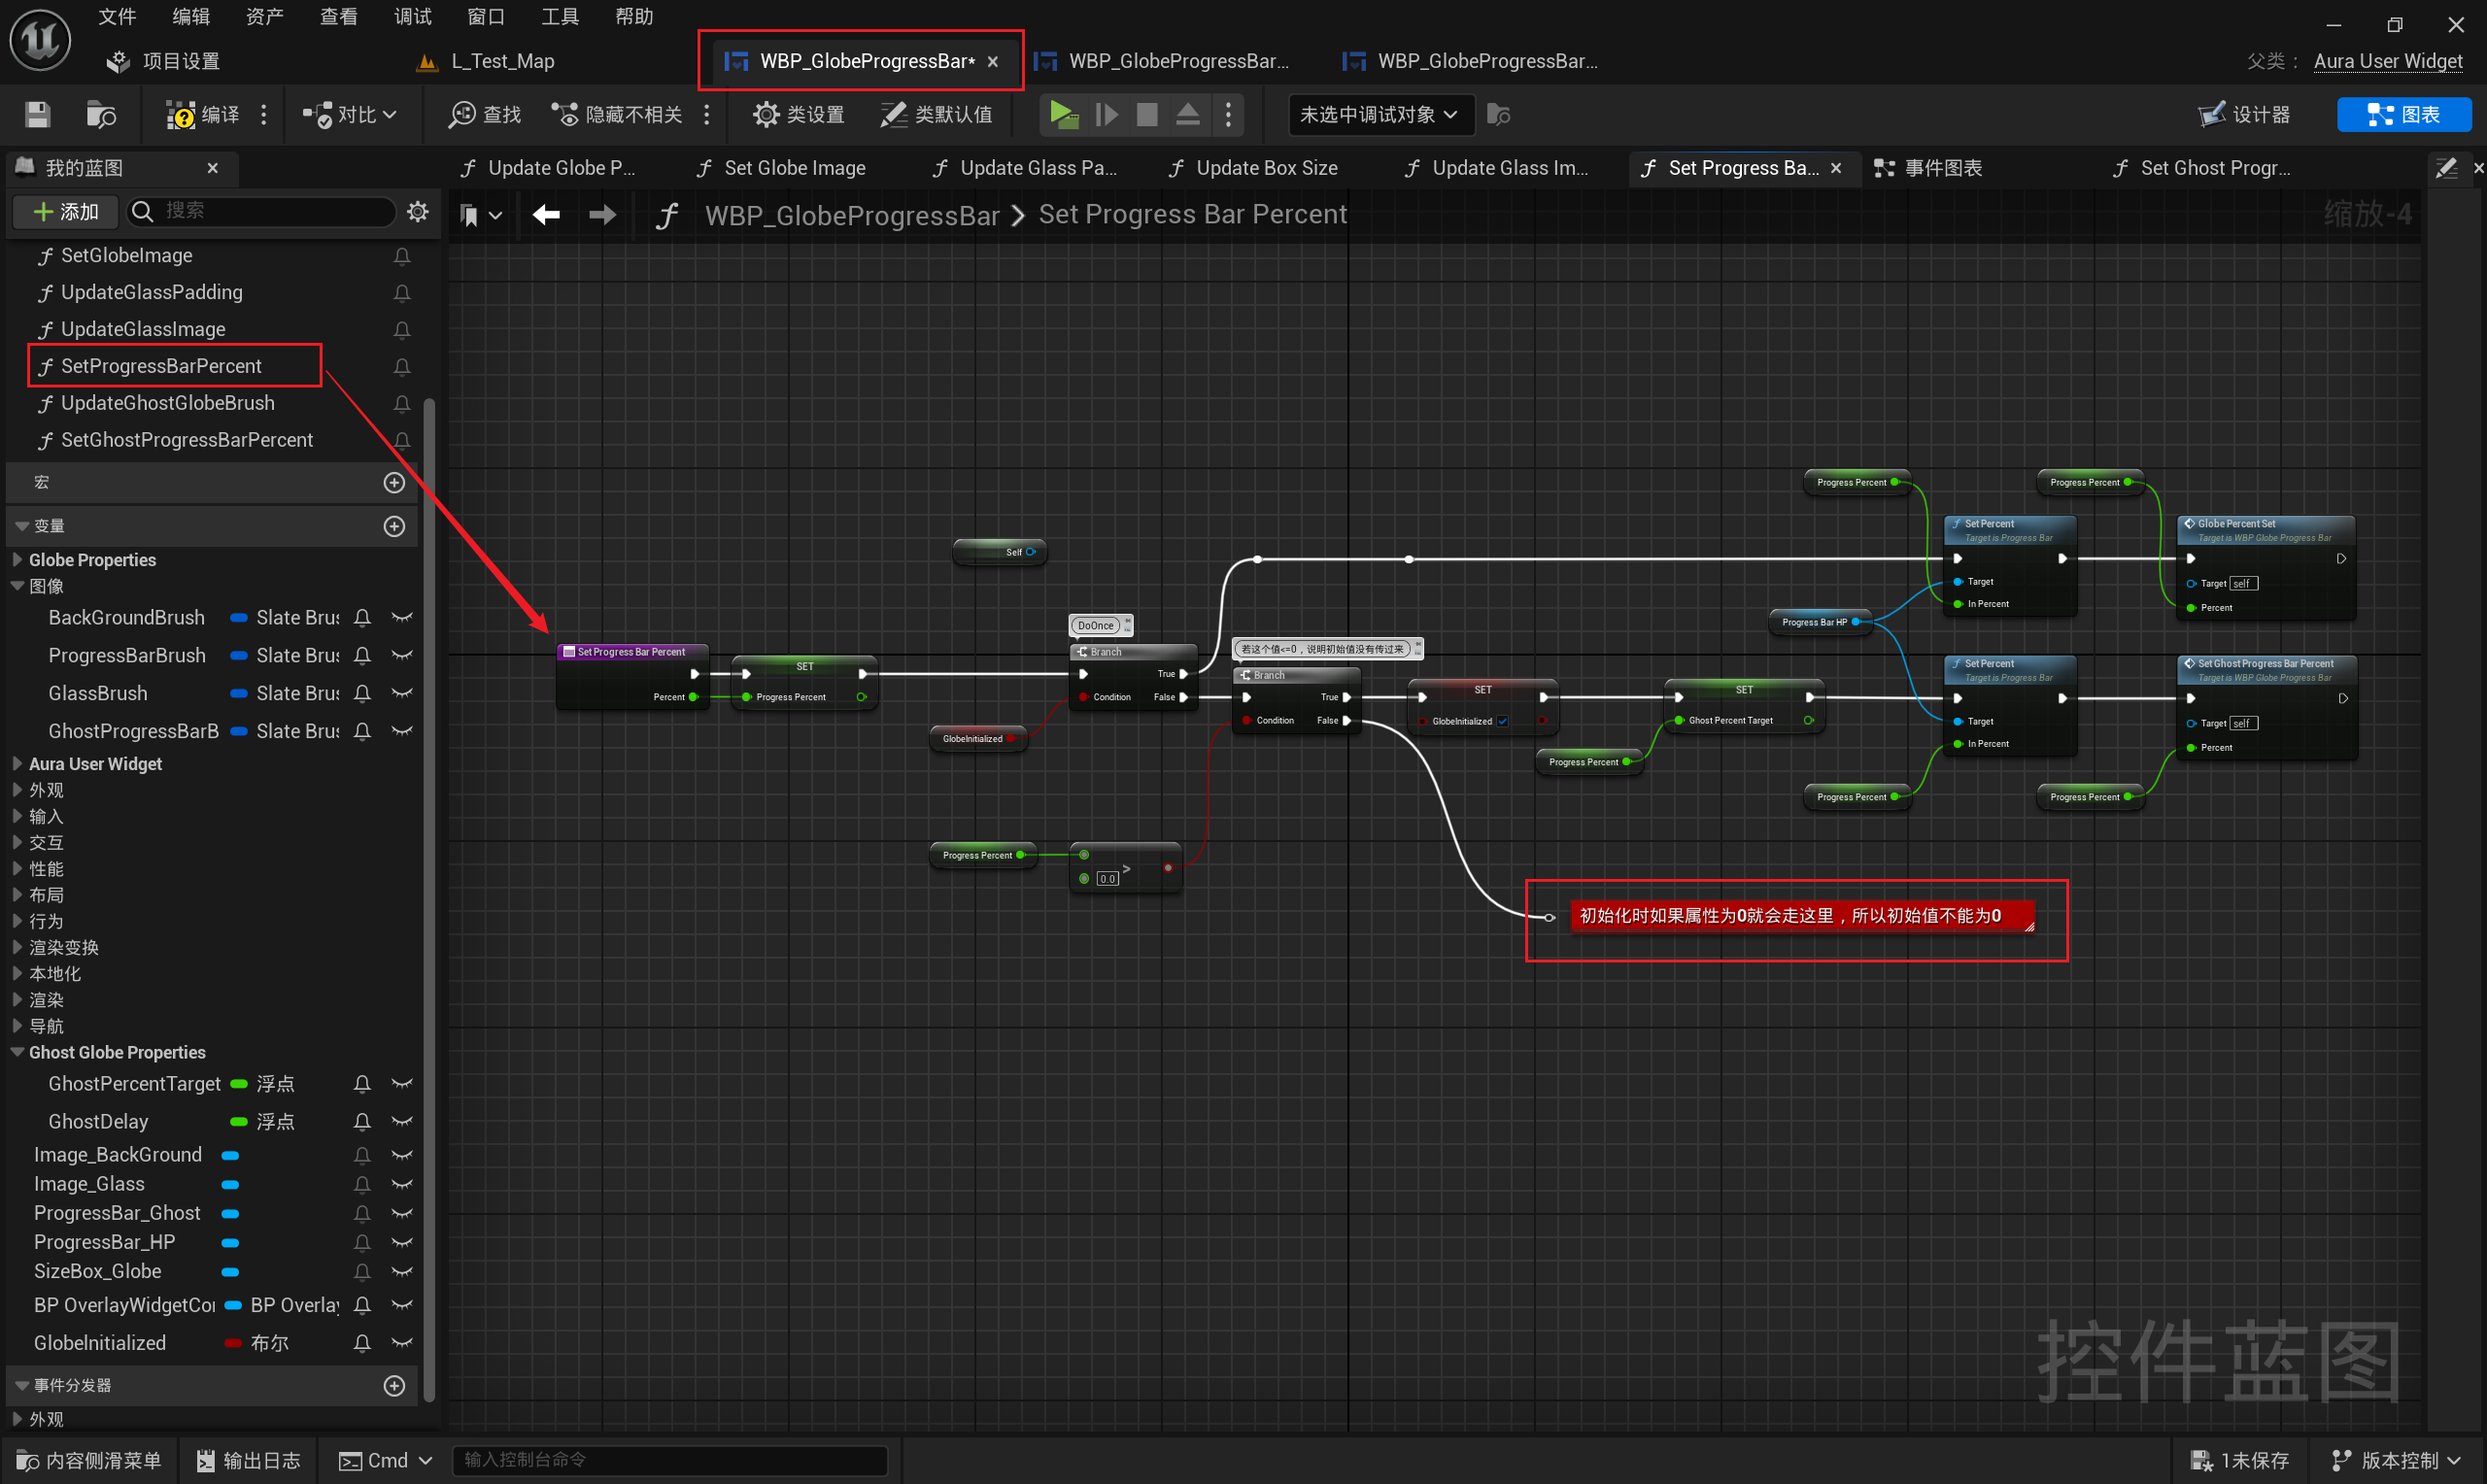 文件 编辑 资产 查看 调试 窗口 工具 帮助
项目设置 L_Test_Map WBP_GlobeProgressBar* WBP_GlobeProgressBar... WBP_GlobeProgressBar... 父类： Aura User Widget
编译 对比 查找 隐藏不相关 类设置 类默认值 未选中调试对象 设计器 图表
我的蓝图 Update Globe P... Set Globe Image Update Glass Pa... Update Box Size Update Glass Im... Set Progress Ba... 事件图表 Set Ghost Progr...
添加 搜索 WBP_GlobeProgressBar > Set Progress Bar Percent 缩放-4
SetGlobeImage
UpdateGlassPadding
UpdateGlassImage
SetProgressBarPercent
UpdateGhostGlobeBrush
SetGhostProgressBarPercent
宏
变量
Globe Properties
图像
BackGroundBrush Slate Bru
ProgressBarBrush Slate Bru
GlassBrush Slate Bru
GhostProgressBarB Slate Bru
Aura User Widget
外观
输入
交互
性能
布局
行为
渲染变换
本地化
渲染
导航
Ghost Globe Properties
GhostPercentTarget 浮点
GhostDelay 浮点
Image_BackGround
Image_Glass
ProgressBar_Ghost
ProgressBar_HP
SizeBox_Globe
BP OverlayWidgetCor BP Overlay
GlobeInitialized 布尔
事件分发器
外观
Progress Percent Progress Percent
Set Percent Globe Percent Set
Target is Progress Bar Target is WBP Globe Progress Bar
Self
Target Target self
In Percent Percent
Progress Bar HP
DoOnce
若这个值<=0，说明初始值没有传过来
Set Progress Bar Percent
Percent
SET
Progress Percent
Branch
True
Condition False
GlobeInitialized
Branch
True
Condition False
SET
GlobeInitialized
SET
Ghost Percent Target
Progress Percent
Set Percent Set Ghost Progress Bar Percent
Target is Progress Bar Target is WBP Globe Progress Bar
Target Target self
In Percent Percent
Progress Percent Progress Percent
Progress Percent
0.0 >
初始化时如果属性为0就会走这里，所以初始值不能为0
控件蓝图
内容侧滑菜单 输出日志 Cmd 输入控制台命令 1未保存 版本控制